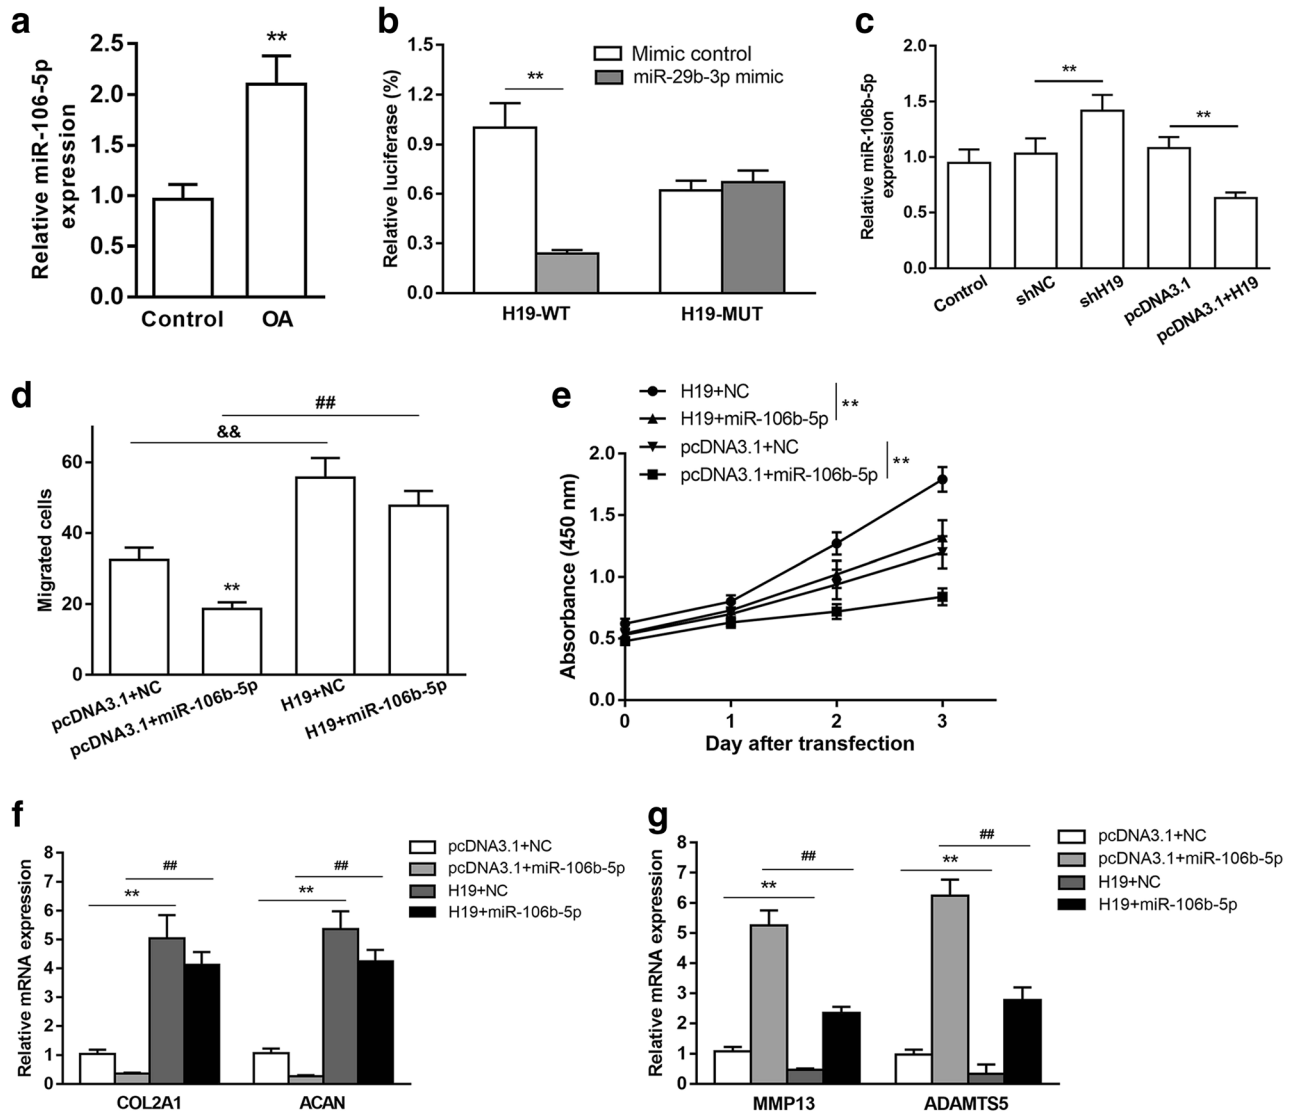 a
Relative miR-106-5p
expression
2.5
2.0
1.5
1.0
0.5
0.0
**
Control
OA
b
Relative luciferase (%)
1.5
1.2
0.9
0.6
0.3
0.0
**
Mimic control
miR-29b-3p mimic
H19-WT
H19-MUT
c
Relative miR-106b-5p
expression
2.0
1.5
1.0
0.5
0.0
**
**
Control
shNC
shH19
pcDNA3.1
pcDNA3.1+H19
d
Migrated cells
60
40
20
0
##
&&
**
pcDNA3.1+NC
pcDNA3.1+miR-106b-5p
H19+NC
H19+miR-106b-5p
e
H19+NC
H19+miR-106b-5p
**
pcDNA3.1+NC
pcDNA3.1+miR-106b-5p
**
Absorbance (450 nm)
2.0
1.5
1.0
0.5
0.0
0
1
2
3
Day after transfection
f
Relative mRNA expression
8
7
6
5
4
3
2
1
0
**
##
**
##
pcDNA3.1+NC
pcDNA3.1+miR-106b-5p
H19+NC
H19+miR-106b-5p
COL2A1
ACAN
g
Relative mRNA expression
8
7
6
5
4
3
2
1
0
**
##
**
##
pcDNA3.1+NC
pcDNA3.1+miR-106b-5p
H19+NC
H19+miR-106b-5p
MMP13
ADAMTS5